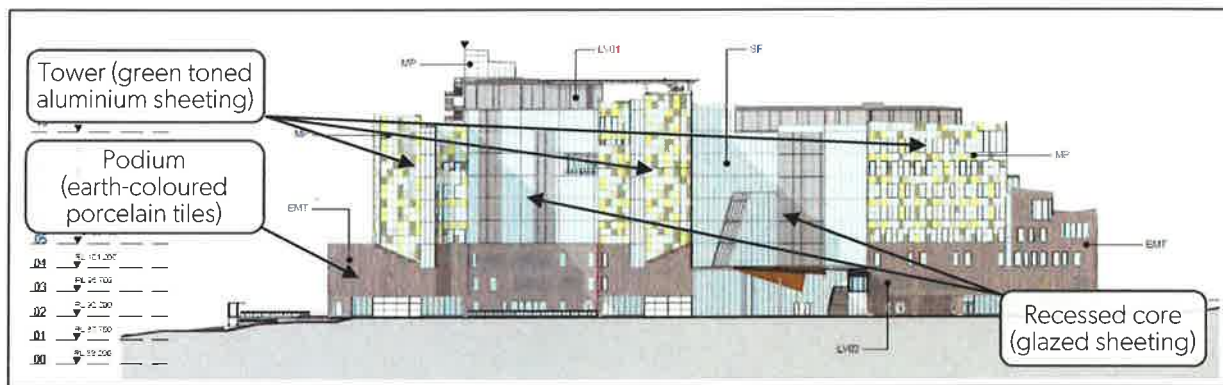 Tower (green toned
aluminium sheeting)
Podium
(earth-coloured
porcelain tiles)
MP
LV01
SF
MP
MP
EMT
EMT
05
04
03
02
01
00
LV02
Recessed core
(glazed sheeting)